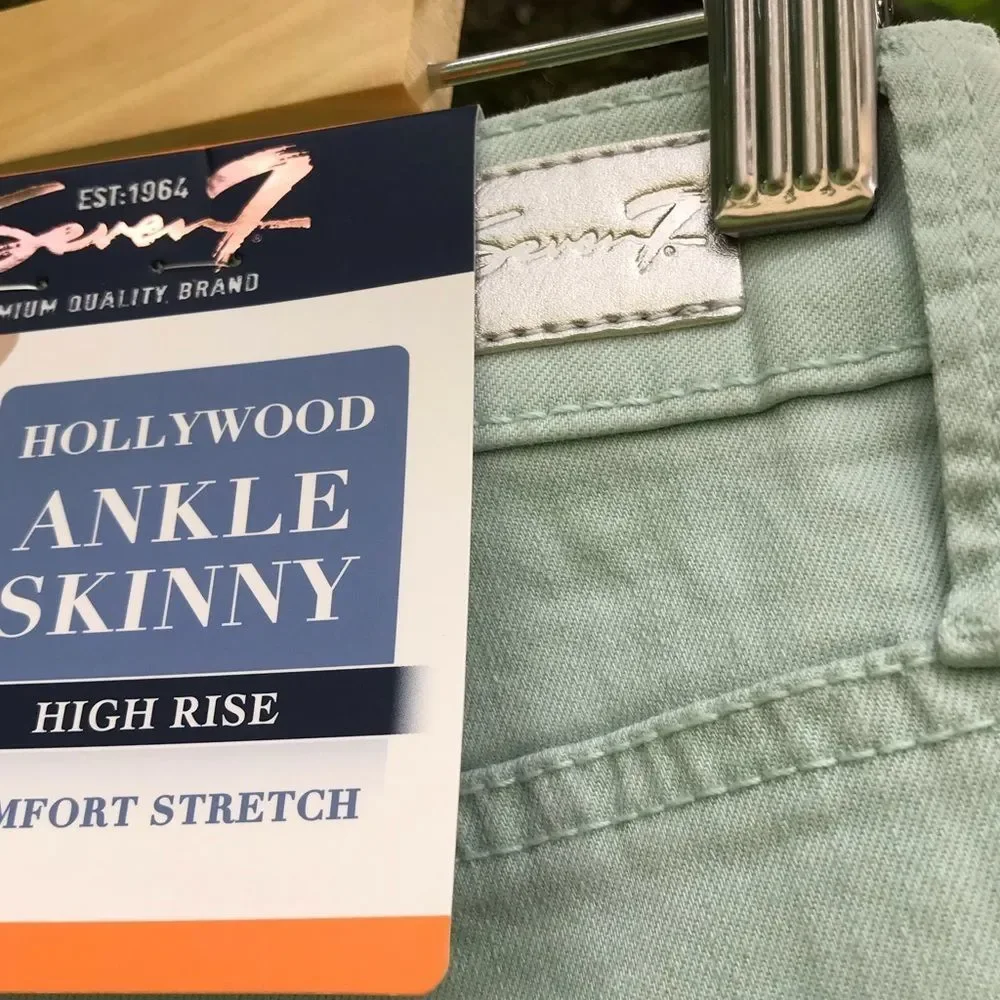 EST:1964
Seven7®
MIUM QUALITY BRAND
HOLLYWOOD
ANKLE
SKINNY
HIGH RISE
MFORT STRETCH
Seven7®